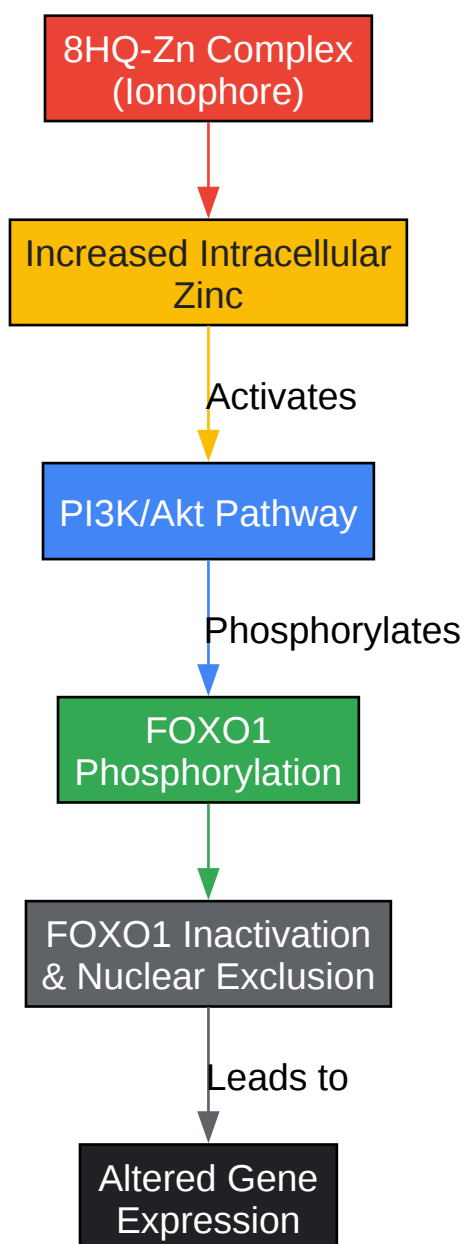 8HQ-Zn Complex
(Ionophore)
Increased Intracellular
Zinc
Activates
PI3K/Akt Pathway
Phosphorylates
FOXO1
Phosphorylation
FOXO1 Inactivation
& Nuclear Exclusion
Leads to
Altered Gene
Expression